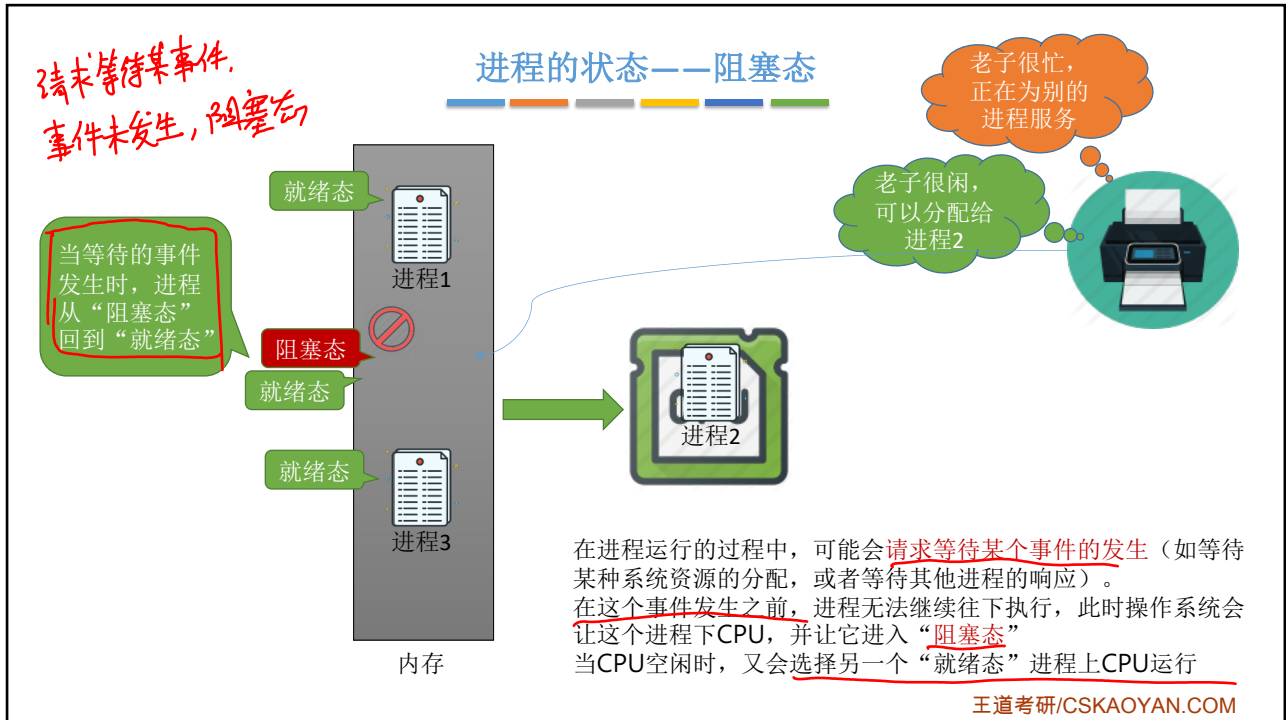 请求等待某事件.
事件未发生，阻塞态
进程的状态——阻塞态
老子很忙，
正在为别的
进程服务
老子很闲，
可以分配给
进程2
就绪态
进程1
当等待的事件
发生时，进程
从“阻塞态”
回到“就绪态”
阻塞态
就绪态
进程2
就绪态
进程3
内存
在进程运行的过程中，可能会请求等待某个事件的发生（如等待
某种系统资源的分配，或者等待其他进程的响应）。
在这个事件发生之前，进程无法继续往下执行，此时操作系统会
让这个进程下CPU，并让它进入“阻塞态”
当CPU空闲时，又会选择另一个“就绪态”进程上CPU运行
王道考研/CSKAOYAN.COM